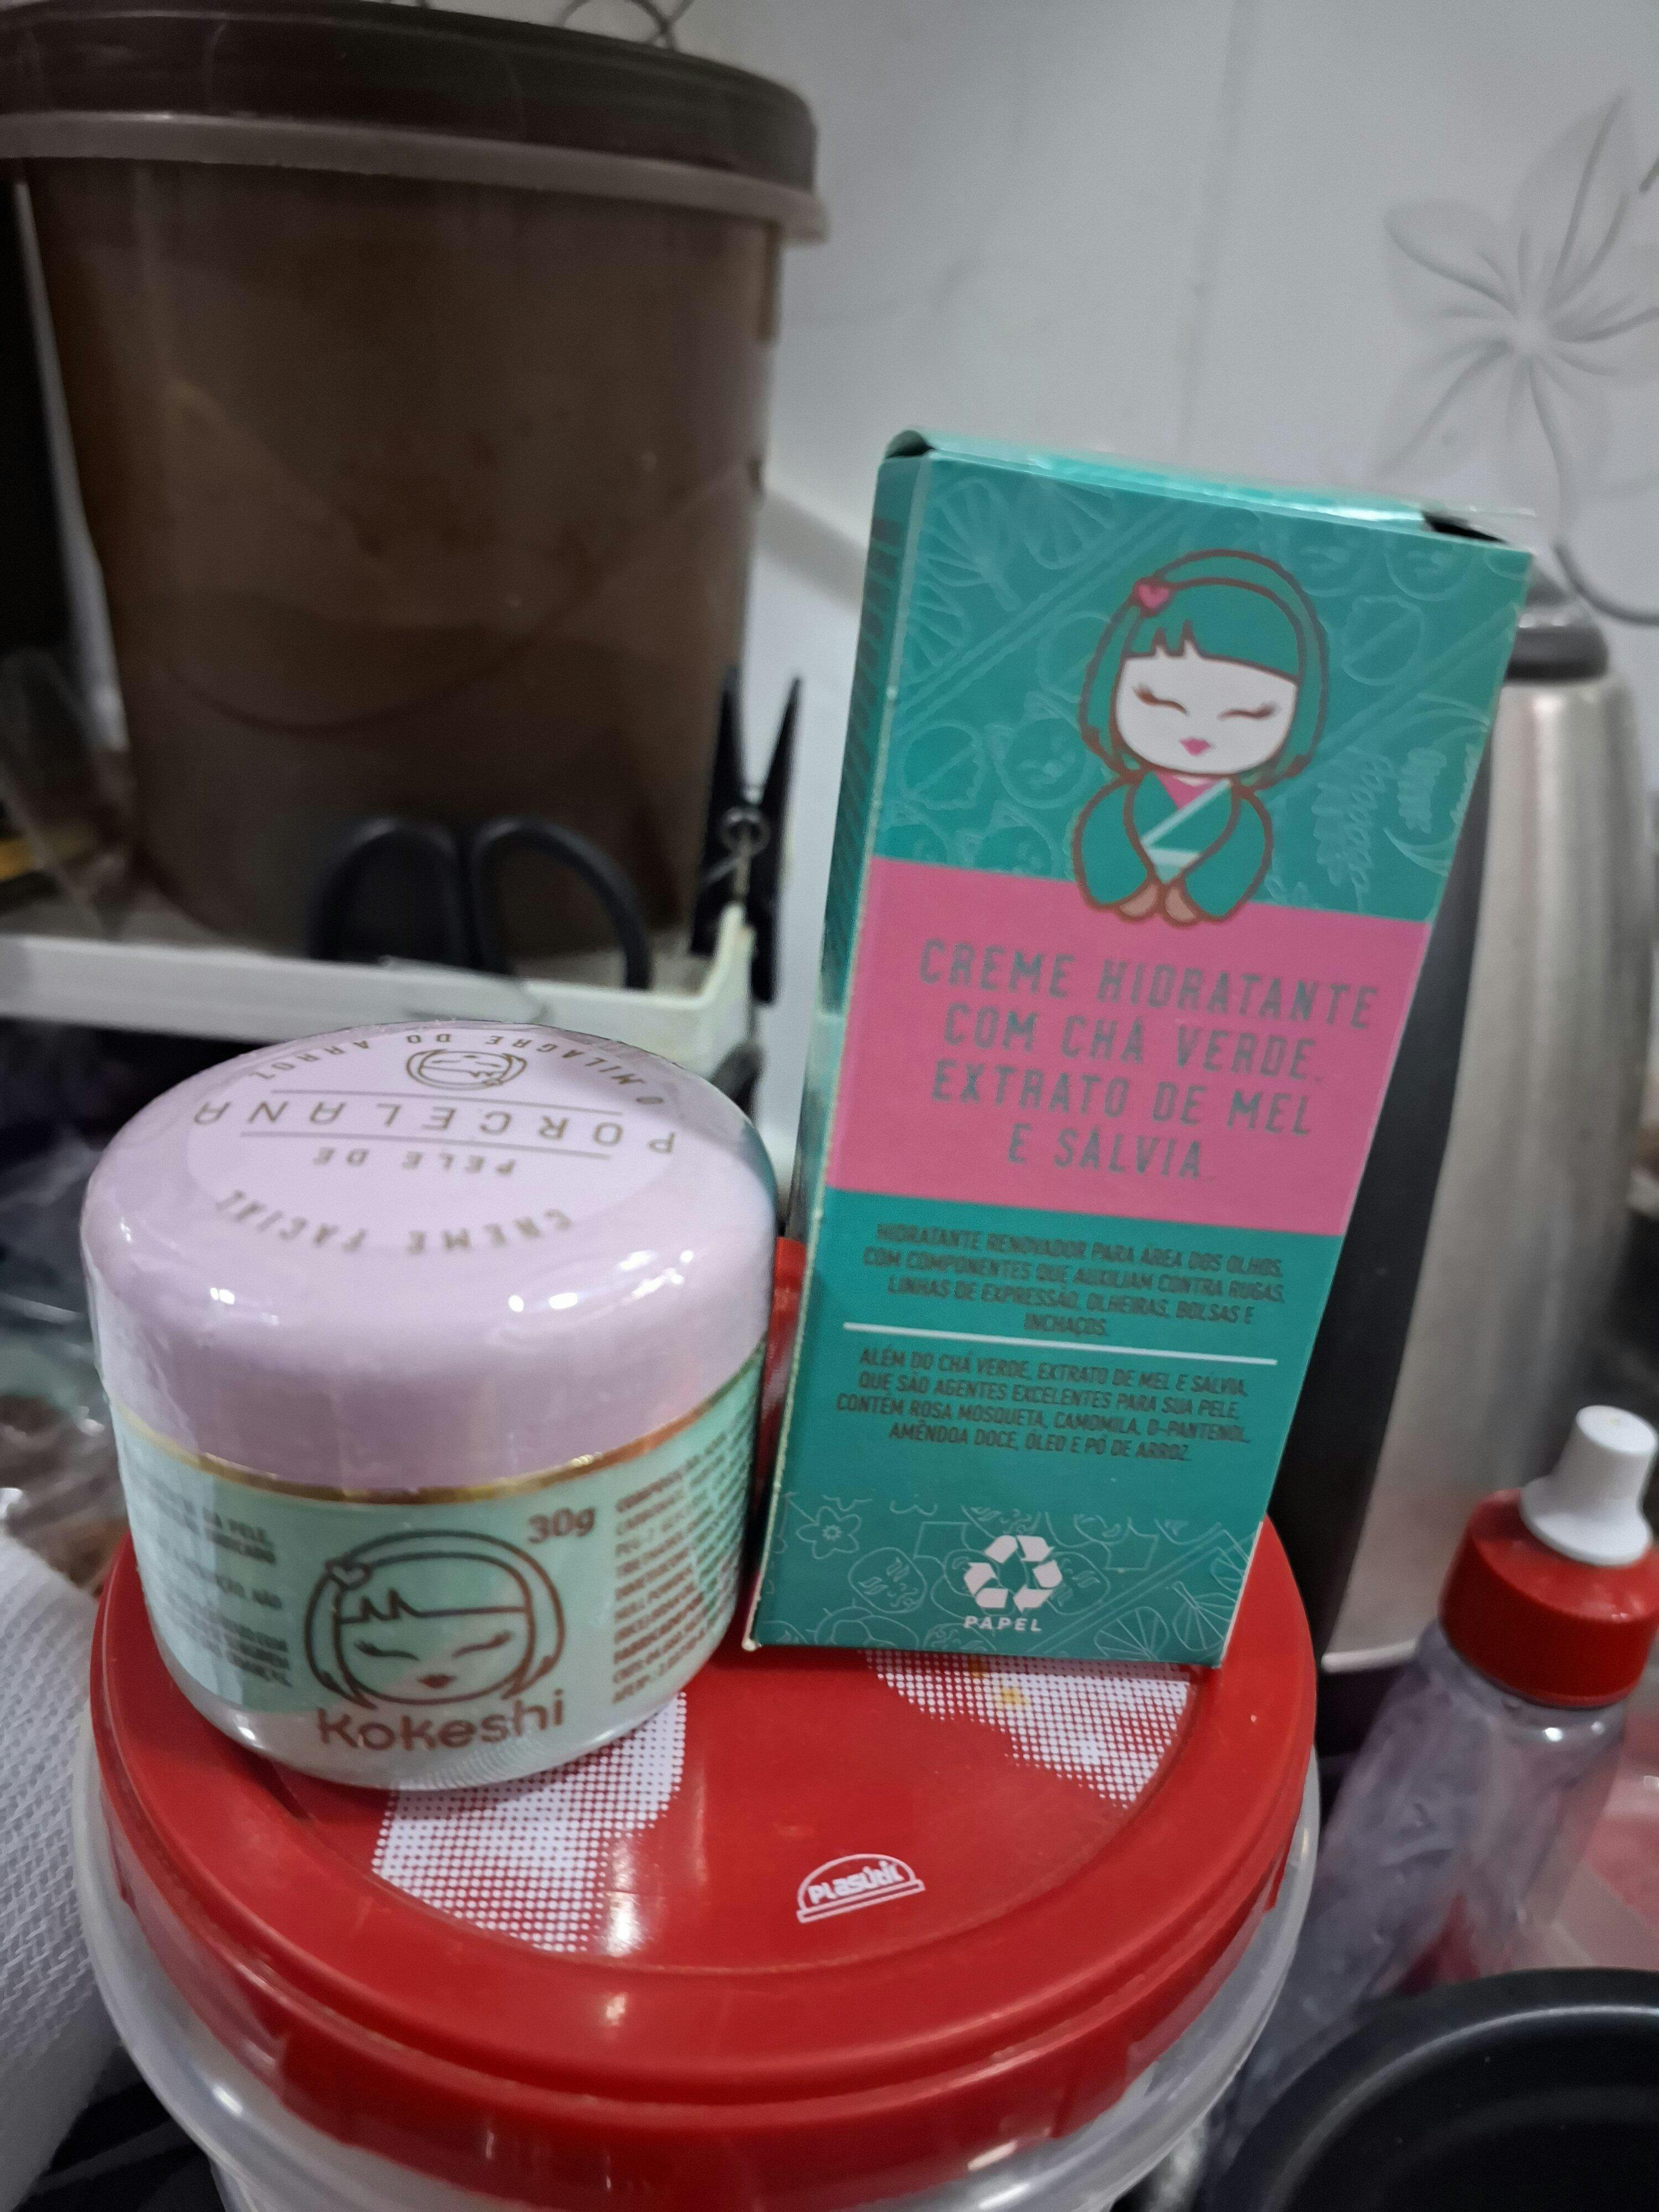 O MILAGRE DO ARROZ
PELE DE
PORCELANA
CREME FACIAL
30g
Kokeshi
CREME HIDRATANTE
COM CHÁ VERDE,
EXTRATO DE MEL
E SÁLVIA.
HIDRATANTE RENOVADOR PARA ÁREA DOS OLHOS,
COM COMPONENTES QUE AUXILIAM CONTRA RUGAS,
LINHAS DE EXPRESSÃO, OLHEIRAS, BOLSAS E
INCHAÇOS.
ALÉM DO CHÁ VERDE, EXTRATO DE MEL E SÁLVIA,
QUE SÃO AGENTES EXCELENTES PARA SUA PELE,
CONTÉM ROSA MOSQUETA, CAMOMILA, D-PANTENOL,
AMÊNDOA DOCE, ÓLEO E PÓ DE ARROZ.
PAPEL
Plasútil